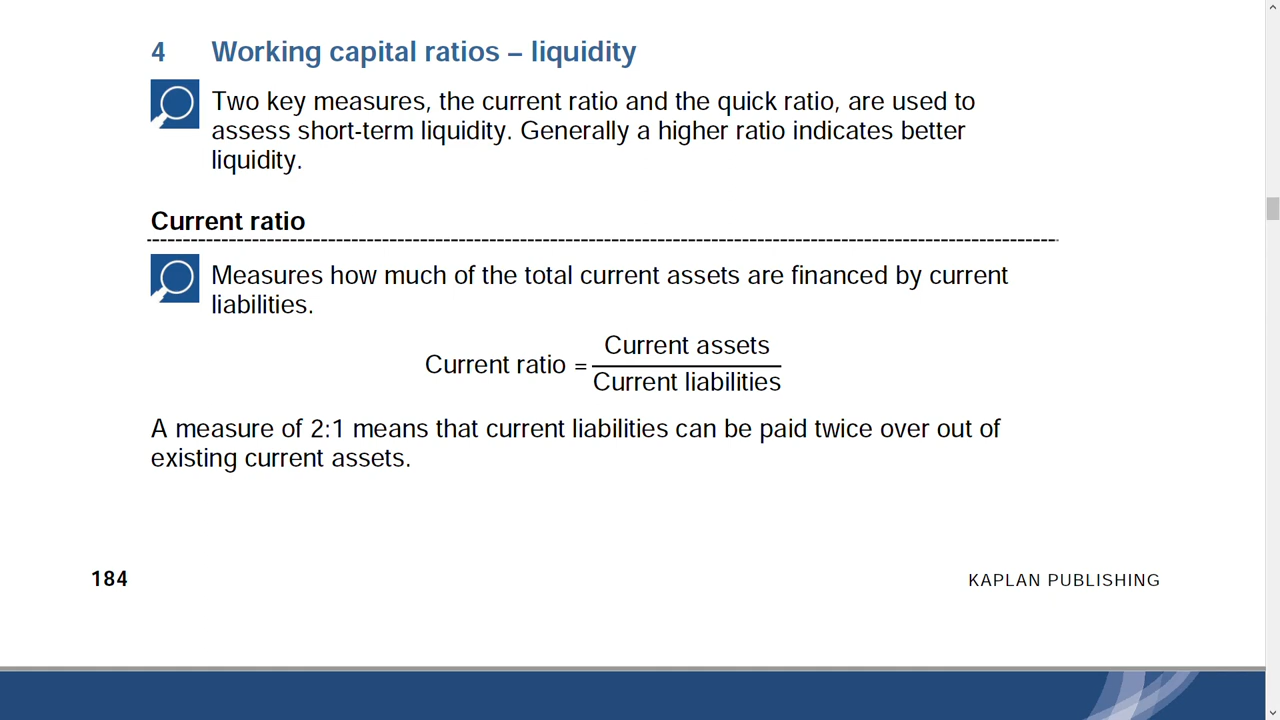 4 Working capital ratios – liquidity
Two key measures, the current ratio and the quick ratio, are used to
assess short-term liquidity. Generally a higher ratio indicates better
liquidity.
Current ratio
Measures how much of the total current assets are financed by current
liabilities.
Current assets
Current ratio =
Current liabilities
A measure of 2:1 means that current liabilities can be paid twice over out of
existing current assets.
184 KAPLAN PUBLISHING